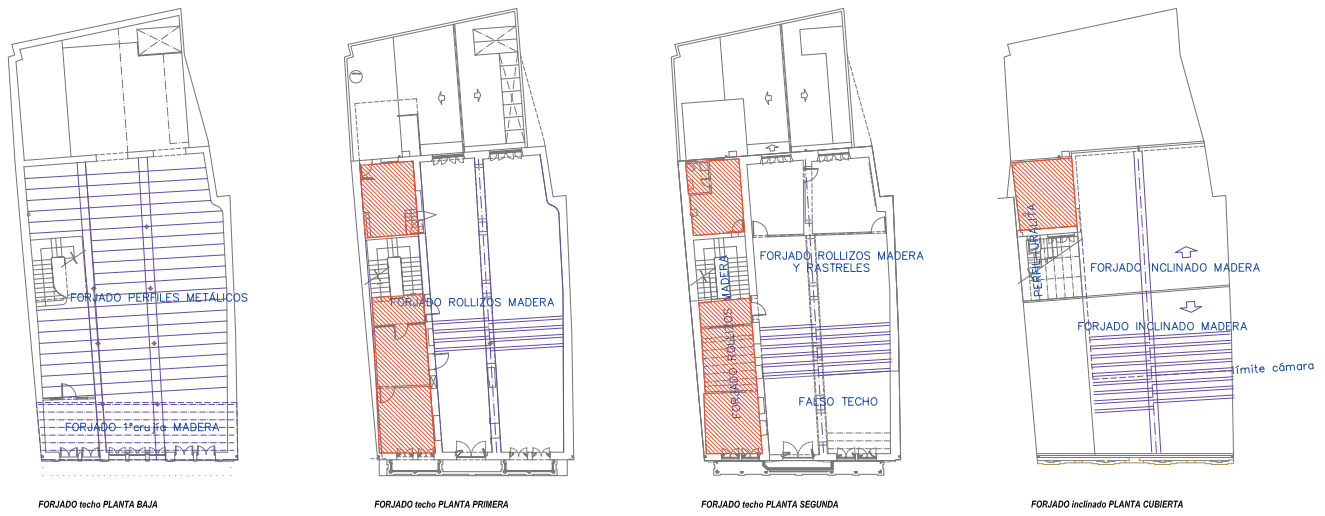 FORJADO PERFILES METÁLICOS
FORJADO 1ªcrujía MADERA
FORJADO techo PLANTA BAJA
FORJADO ROLLIZOS MADERA
FORJADO techo PLANTA PRIMERA
FORJADO ROLLIZOS MADERA
Y RASTRELES
FORJADO ROLLIZOS MADERA
FALSO TECHO
FORJADO techo PLANTA SEGUNDA
PERFIL+URALITA
FORJADO INCLINADO MADERA
FORJADO INCLINADO MADERA
límite cámara
FORJADO inclinado PLANTA CUBIERTA